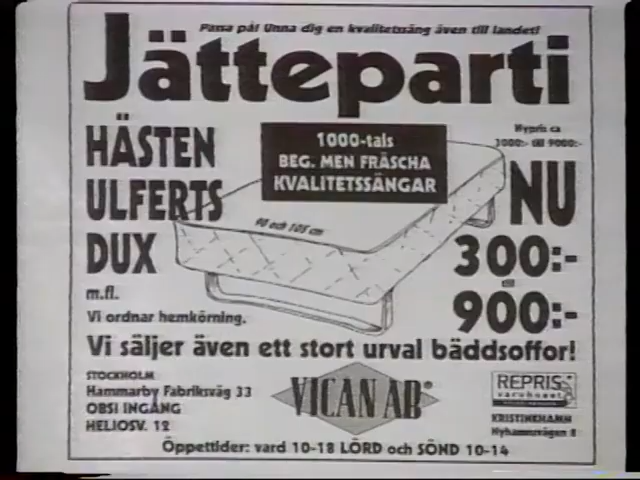 Passa på! Unna dig en kvalitetssäng även till landet!
Jätteparti
HÄSTEN
ULFERTS
DUX
m.fl.
Vi ordnar hemkörning.
1000-tals
BEG. MEN FRÄSCHA
KVALITETSSÄNGAR
90 och 105 cm
Nypris ca
3000:- till 9000:-
NU
300:-
till
900:-
Vi säljer även ett stort urval bäddsoffor!
STOCKHOLM
Hammarby Fabriksväg 33
OBS! INGÅNG
HELIOSV. 12
VICAN AB®
REPRIS
varuhuset
KRISTINEHAMN
Nyhamnsvägen 8
Öppettider: vard 10-18 LÖRD och SÖND 10-14